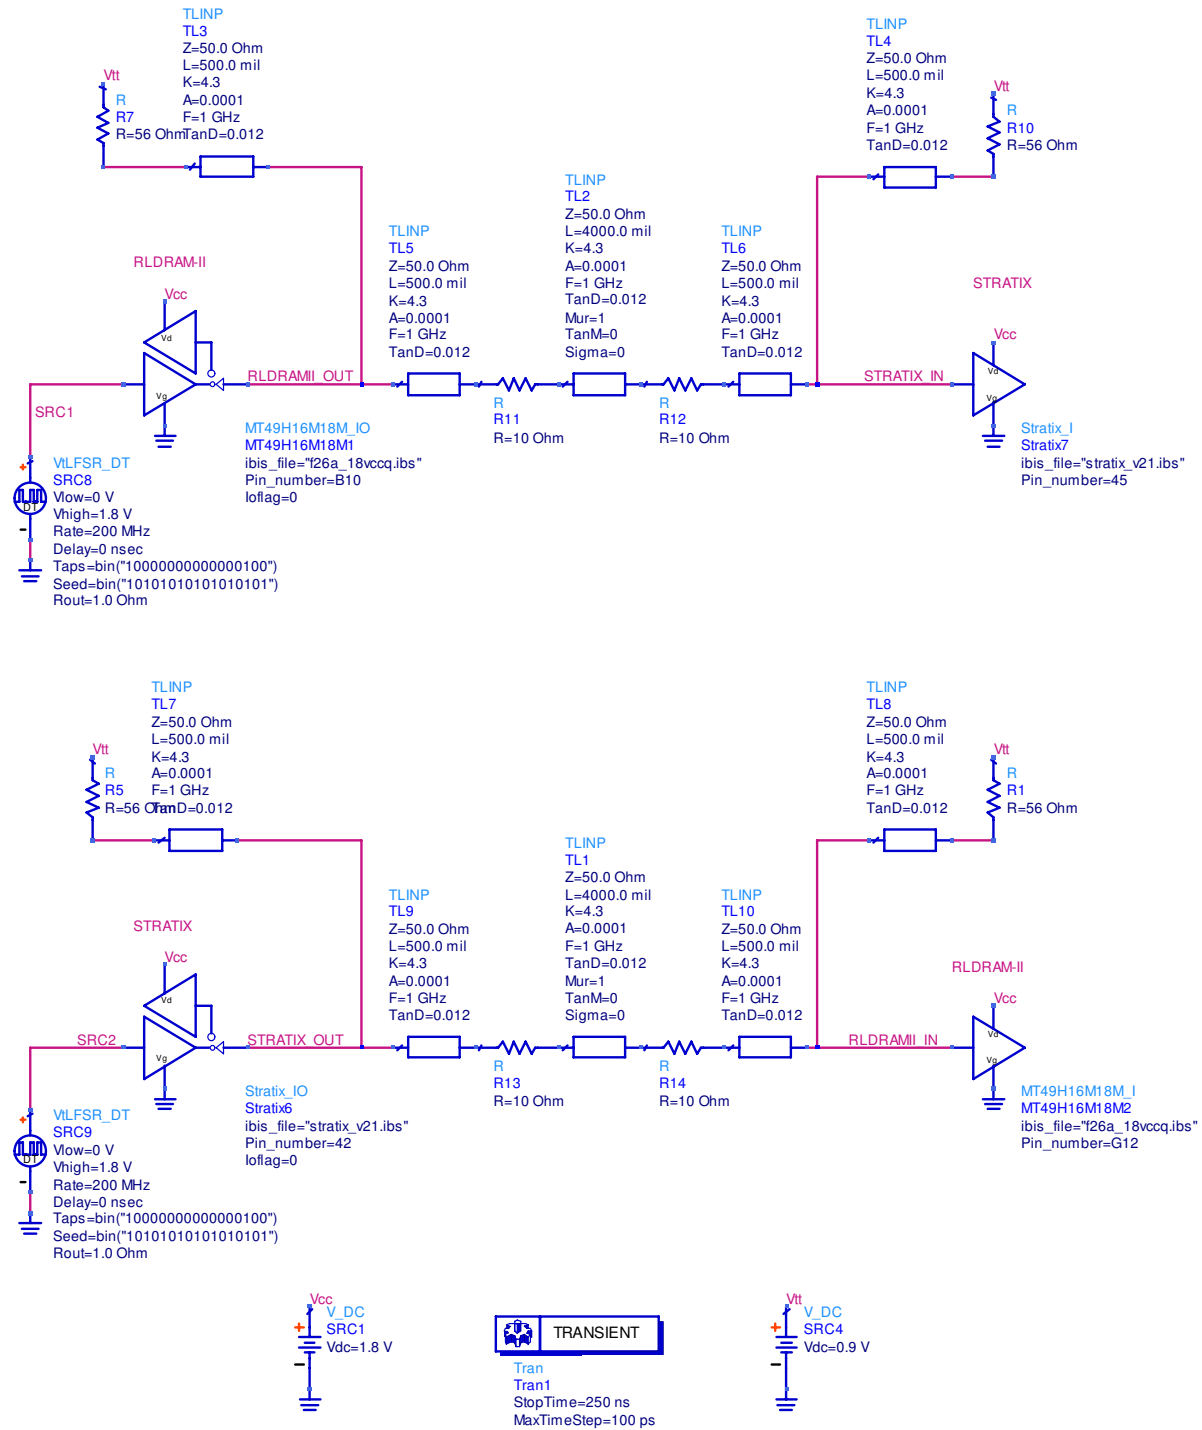 TLINP
TL3
Z=50.0 Ohm
L=500.0 mil
K=4.3
A=0.0001
F=1 GHz
TanD=0.012
Vtt
R
R7
R=56 Ohm
TLINP
TL4
Z=50.0 Ohm
L=500.0 mil
K=4.3
A=0.0001
F=1 GHz
TanD=0.012
Vtt
R
R10
R=56 Ohm
TLINP
TL5
Z=50.0 Ohm
L=500.0 mil
K=4.3
A=0.0001
F=1 GHz
TanD=0.012
TLINP
TL2
Z=50.0 Ohm
L=4000.0 mil
K=4.3
A=0.0001
F=1 GHz
TanD=0.012
Mur=1
TanM=0
Sigma=0
TLINP
TL6
Z=50.0 Ohm
L=500.0 mil
K=4.3
A=0.0001
F=1 GHz
TanD=0.012
RLDRAM-II
Vcc
Vd
Vg
RLDRAMII_OUT
STRATIX
Vcc
Vd
Vg
STRATIX_IN
SRC1
R
R11
R=10 Ohm
R
R12
R=10 Ohm
MT49H16M18M_IO
MT49H16M18M1
ibis_file="f26a_18vccq.ibs"
Pin_number=B10
Ioflag=0
Stratix_I
Stratix7
ibis_file="stratix_v21.ibs"
Pin_number=45
+
DT
-
VtLFSR_DT
SRC8
Vlow=0 V
Vhigh=1.8 V
Rate=200 MHz
Delay=0 nsec
Taps=bin("10000000000000100")
Seed=bin("10101010101010101")
Rout=1.0 Ohm
TLINP
TL7
Z=50.0 Ohm
L=500.0 mil
K=4.3
A=0.0001
F=1 GHz
TanD=0.012
Vtt
R
R5
R=56 Ohm
TLINP
TL8
Z=50.0 Ohm
L=500.0 mil
K=4.3
A=0.0001
F=1 GHz
TanD=0.012
Vtt
R
R1
R=56 Ohm
TLINP
TL9
Z=50.0 Ohm
L=500.0 mil
K=4.3
A=0.0001
F=1 GHz
TanD=0.012
TLINP
TL1
Z=50.0 Ohm
L=4000.0 mil
K=4.3
A=0.0001
F=1 GHz
TanD=0.012
Mur=1
TanM=0
Sigma=0
TLINP
TL10
Z=50.0 Ohm
L=500.0 mil
K=4.3
A=0.0001
F=1 GHz
TanD=0.012
STRATIX
Vcc
Vd
Vg
STRATIX_OUT
RLDRAM-II
Vcc
Vd
Vg
RLDRAMII_IN
SRC2
R
R13
R=10 Ohm
R
R14
R=10 Ohm
Stratix_IO
Stratix6
ibis_file="stratix_v21.ibs"
Pin_number=42
Ioflag=0
MT49H16M18M_I
MT49H16M18M2
ibis_file="f26a_18vccq.ibs"
Pin_number=G12
+
DT
-
VtLFSR_DT
SRC9
Vlow=0 V
Vhigh=1.8 V
Rate=200 MHz
Delay=0 nsec
Taps=bin("10000000000000100")
Seed=bin("10101010101010101")
Rout=1.0 Ohm
Vcc
+
-
V_DC
SRC1
Vdc=1.8 V
TRANSIENT
Tran
Tran1
StopTime=250 ns
MaxTimeStep=100 ps
Vtt
+
-
V_DC
SRC4
Vdc=0.9 V